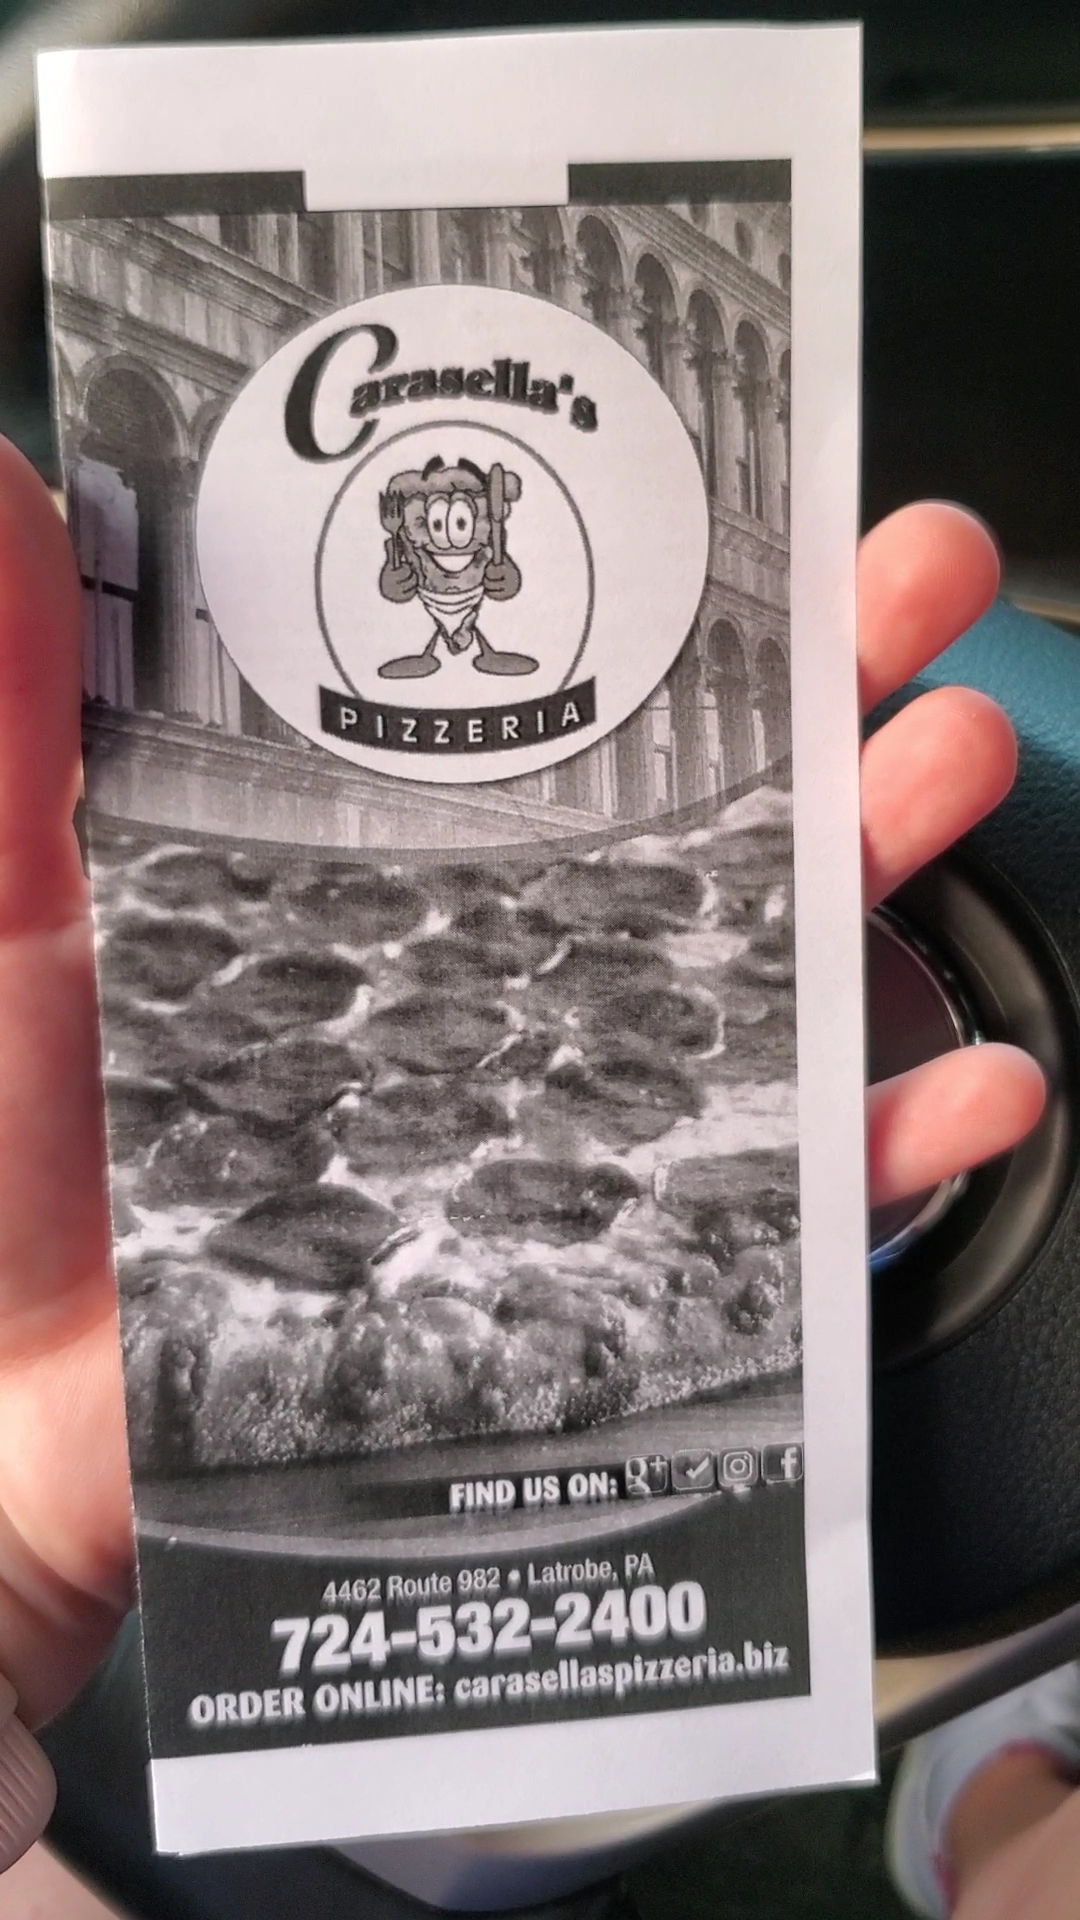 Carasella's
PIZZERIA
FIND US ON: g+ f
4462 Route 982 • Latrobe, PA
724-532-2400
ORDER ONLINE: carasellaspizzeria.biz